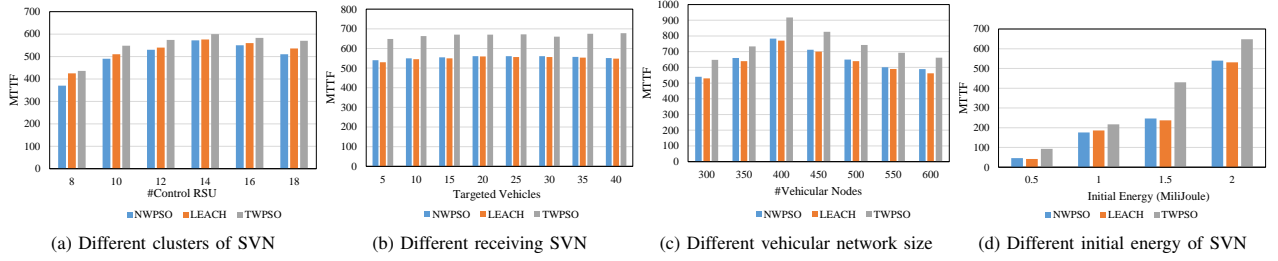 700
600
500
400
300
200
100
0
MTTF
8 10 12 14 16 18
#Control RSU
NWPSO LEACH TWPSO
(a) Different clusters of SVN
800
700
600
500
400
300
200
100
0
MTTF
5 10 15 20 25 30 35 40
Targeted Vehicles
NWPSO LEACH TWPSO
(b) Different receiving SVN
1000
900
800
700
600
500
400
300
200
100
0
MTTF
300 350 400 450 500 550 600
#Vehicular Nodes
NWPSO LEACH TWPSO
(c) Different vehicular network size
700
600
500
400
300
200
100
0
MTTF
0.5 1 1.5 2
Initial Energy (MiliJoule)
NWPSO LEACH TWPSO
(d) Different initial energy of SVN